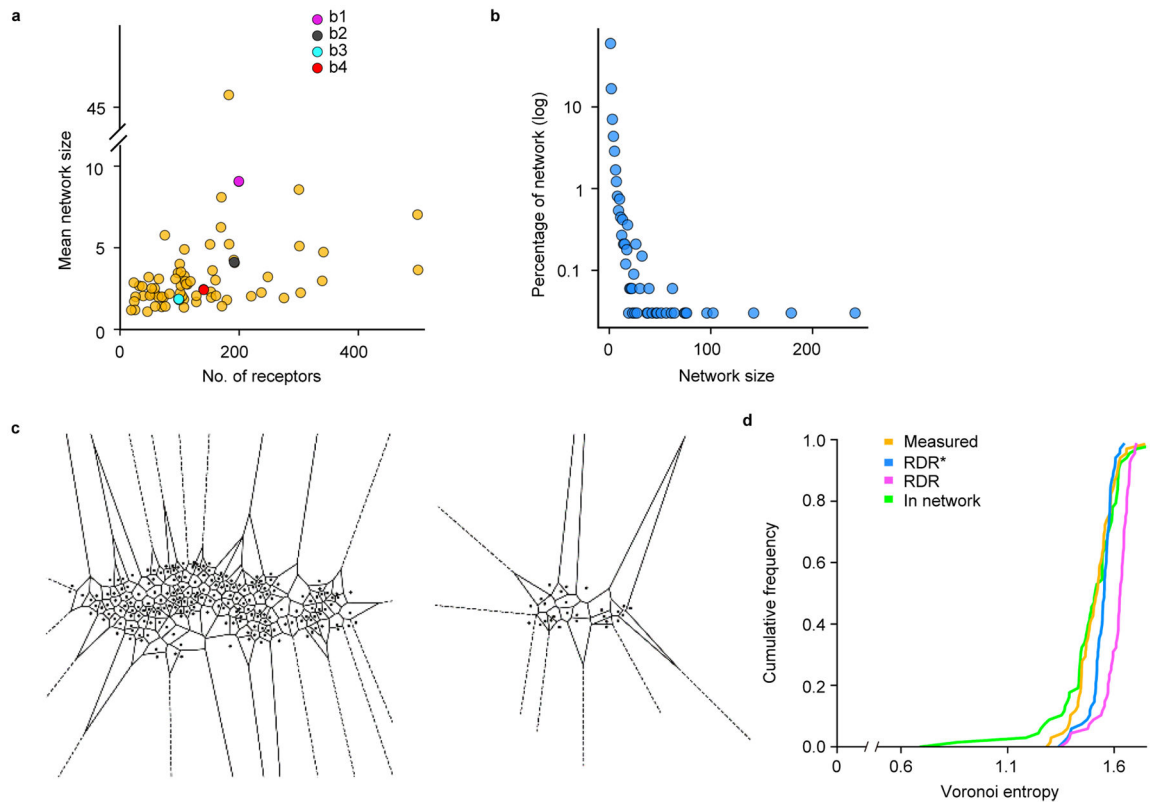 a
b1
b2
b3
b4
Mean network size
45
10
5
0
0
200
400
No. of receptors
b
Percentage of network (log)
10
1
0.1
0
100
200
Network size
c
d
Measured
RDR*
RDR
In network
Cumulative frequency
1.0
0.8
0.6
0.4
0.2
0.0
0
0.6
1.1
1.6
Voronoi entropy